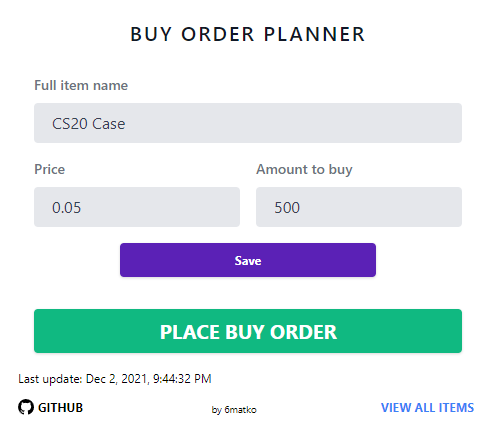 BUY ORDER PLANNER
Full item name
CS20 Case
Price Amount to buy
0.05 500
Save
PLACE BUY ORDER
Last update: Dec 2, 2021, 9:44:32 PM
GITHUB by 6matko VIEW ALL ITEMS